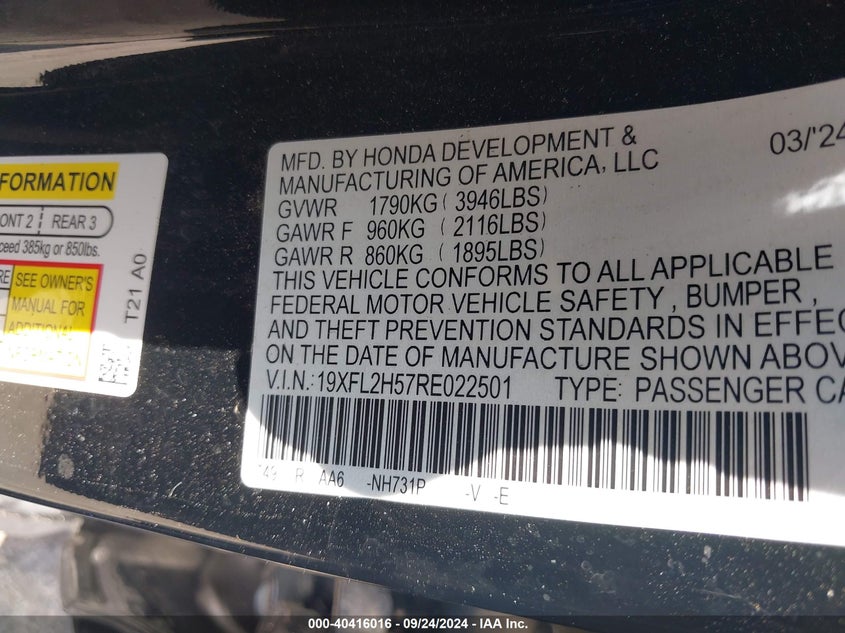 FORMATION
ONT 2 REAR 3
ceed 385kg or 850lbs.
RE SEE OWNER'S
MANUAL FOR
ADDITIONAL
INFORMATION
T21 A0
03/'24
MFD. BY HONDA DEVELOPMENT &
MANUFACTURING OF AMERICA, LLC
GVWR 1790KG ( 3946LBS)
GAWR F 960KG ( 2116LBS)
GAWR R 860KG ( 1895LBS)
THIS VEHICLE CONFORMS TO ALL APPLICABLE
FEDERAL MOTOR VEHICLE SAFETY , BUMPER ,
AND THEFT PREVENTION STANDARDS IN EFFEC
ON THE DATE OF MANUFACTURE SHOWN ABOV
V.I.N.: 19XFL2H57RE022501 TYPE: PASSENGER CA
R AA6 -NH731P -V -E
000-40416016 - 09/24/2024 - IAA Inc.